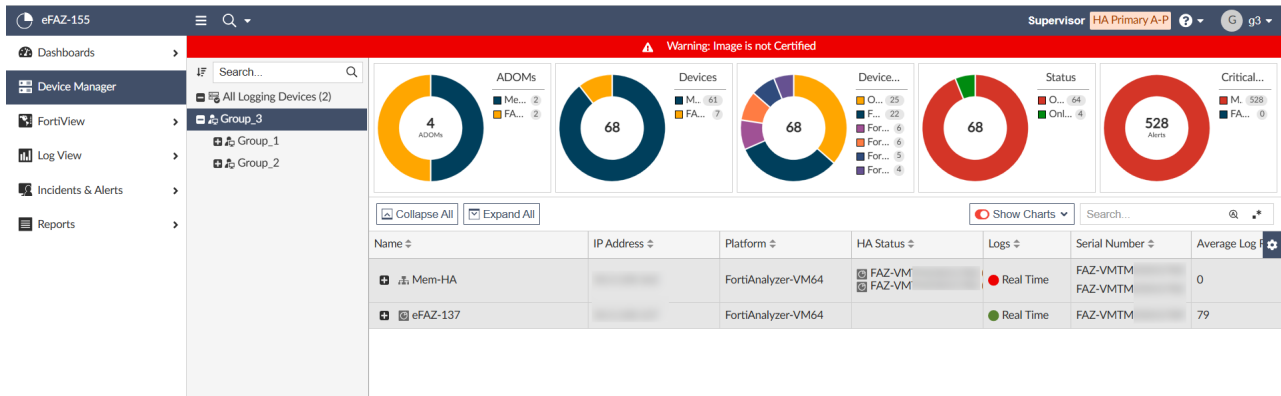 eFAZ-155
Supervisor HA Primary A-P ? G g3
Warning: Image is not Certified
Dashboards
Device Manager
FortiView
Log View
Incidents & Alerts
Reports
Search...
All Logging Devices (2)
Group_3
Group_1
Group_2
ADOMs
4
ADOMs
Me... 2
FA... 2
Devices
68
M... 61
FA... 7
Device...
68
O... 25
F... 22
For... 6
For... 6
For... 5
For... 4
Status
68
O... 64
Onl... 4
Critical...
528
Alerts
M. 528
FA... 0
Collapse All Expand All Show Charts Search... .*
Name IP Address Platform HA Status Logs Serial Number Average Log
Mem-HA FortiAnalyzer-VM64 FAZ-VM Real Time FAZ-VMTM 0
FAZ-VM FAZ-VMTM
eFAZ-137 FortiAnalyzer-VM64 Real Time FAZ-VMTM 79